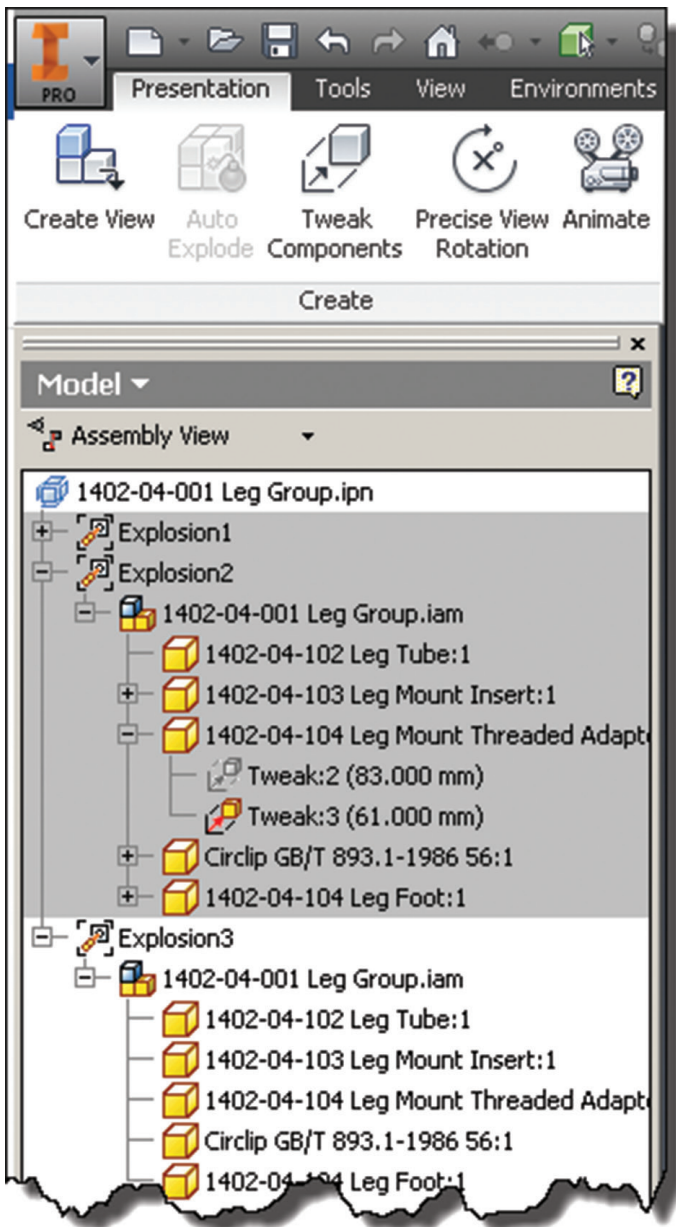 PRO
Presentation Tools View Environments
Create View Auto Explode Tweak Components Precise View Rotation Animate
Create
Model
?
Assembly View
1402-04-001 Leg Group.ipn
Explosion1
Explosion2
1402-04-001 Leg Group.iam
1402-04-102 Leg Tube:1
1402-04-103 Leg Mount Insert:1
1402-04-104 Leg Mount Threaded Adapt
Tweak:2 (83.000 mm)
Tweak:3 (61.000 mm)
Circlip GB/T 893.1-1986 56:1
1402-04-104 Leg Foot:1
Explosion3
1402-04-001 Leg Group.iam
1402-04-102 Leg Tube:1
1402-04-103 Leg Mount Insert:1
1402-04-104 Leg Mount Threaded Adapt
Circlip GB/T 893.1-1986 56:1
1402-04-104 Leg Foot:1